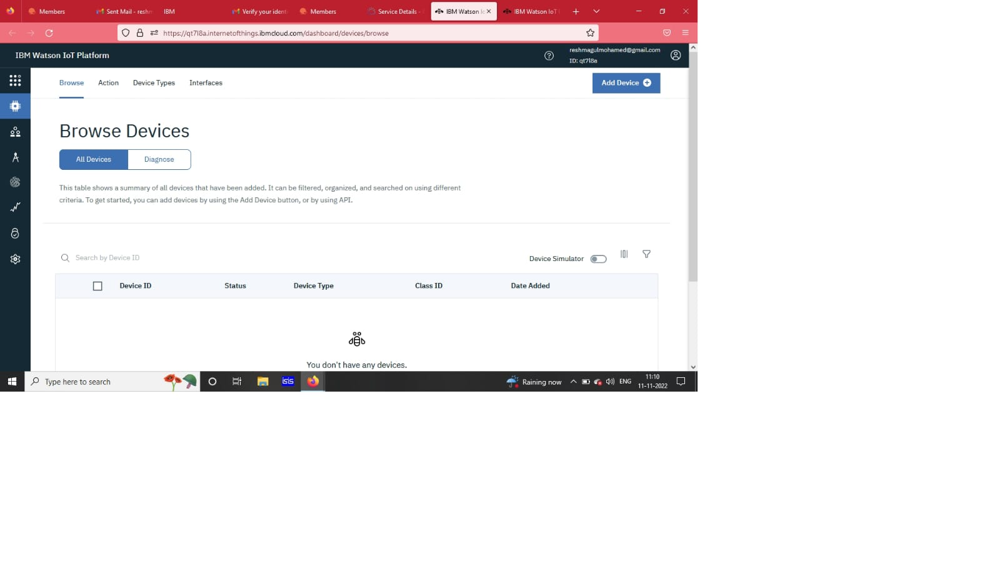 Members
Sent Mail - reshm
IBM
Verify your identi
Members
Service Details -
IBM Watson Io
IBM Watson IoT
https://qt7l8a.internetofthings.ibmcloud.com/dashboard/devices/browse
IBM Watson IoT Platform
reshmagulmohamed@gmail.com
ID: qt7l8a
Browse
Action
Device Types
Interfaces
Add Device
Browse Devices
All Devices
Diagnose
This table shows a summary of all devices that have been added. It can be filtered, organized, and searched on using different
criteria. To get started, you can add devices by using the Add Device button, or by using API.
Search by Device ID
Device Simulator
Device ID
Status
Device Type
Class ID
Date Added
You don't have any devices.
Type here to search
isis
Raining now
ENG
11:10
11-11-2022